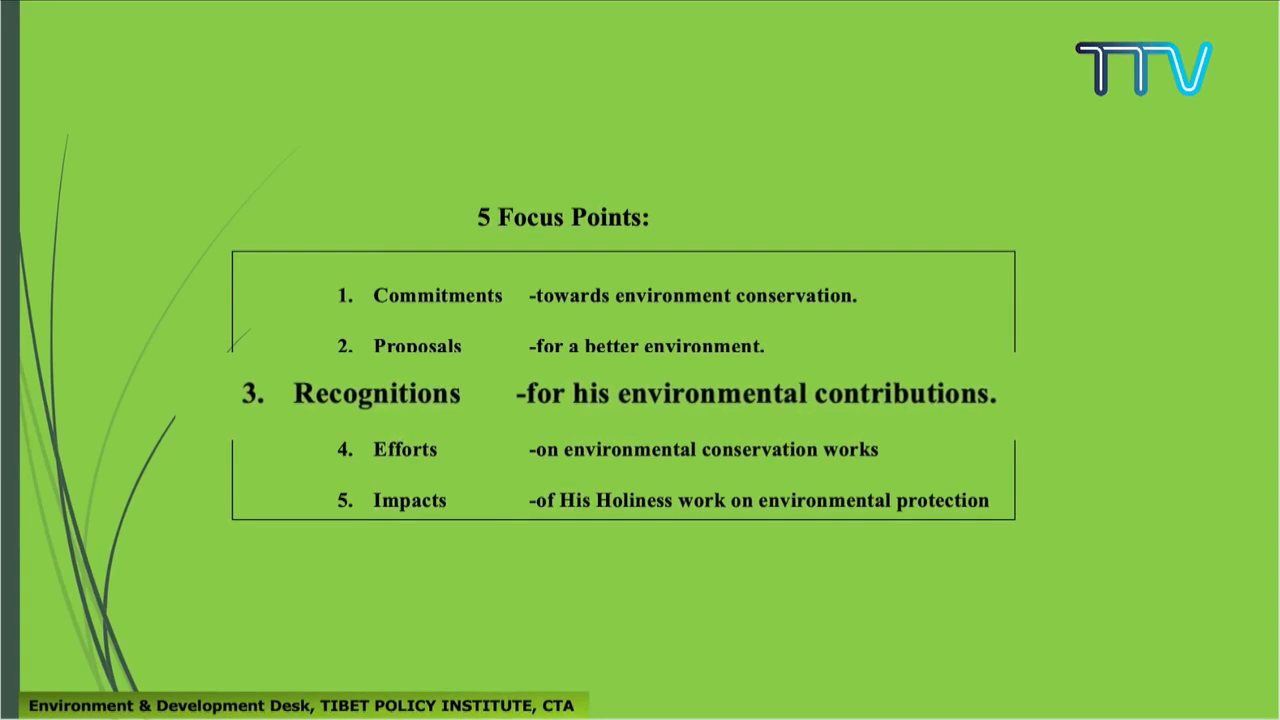 TTV
5 Focus Points:
1. Commitments -towards environment conservation.
2. Proposals -for a better environment.
3. Recognitions -for his environmental contributions.
4. Efforts -on environmental conservation works
5. Impacts -of His Holiness work on environmental protection
Environment & Development Desk, TIBET POLICY INSTITUTE, CTA